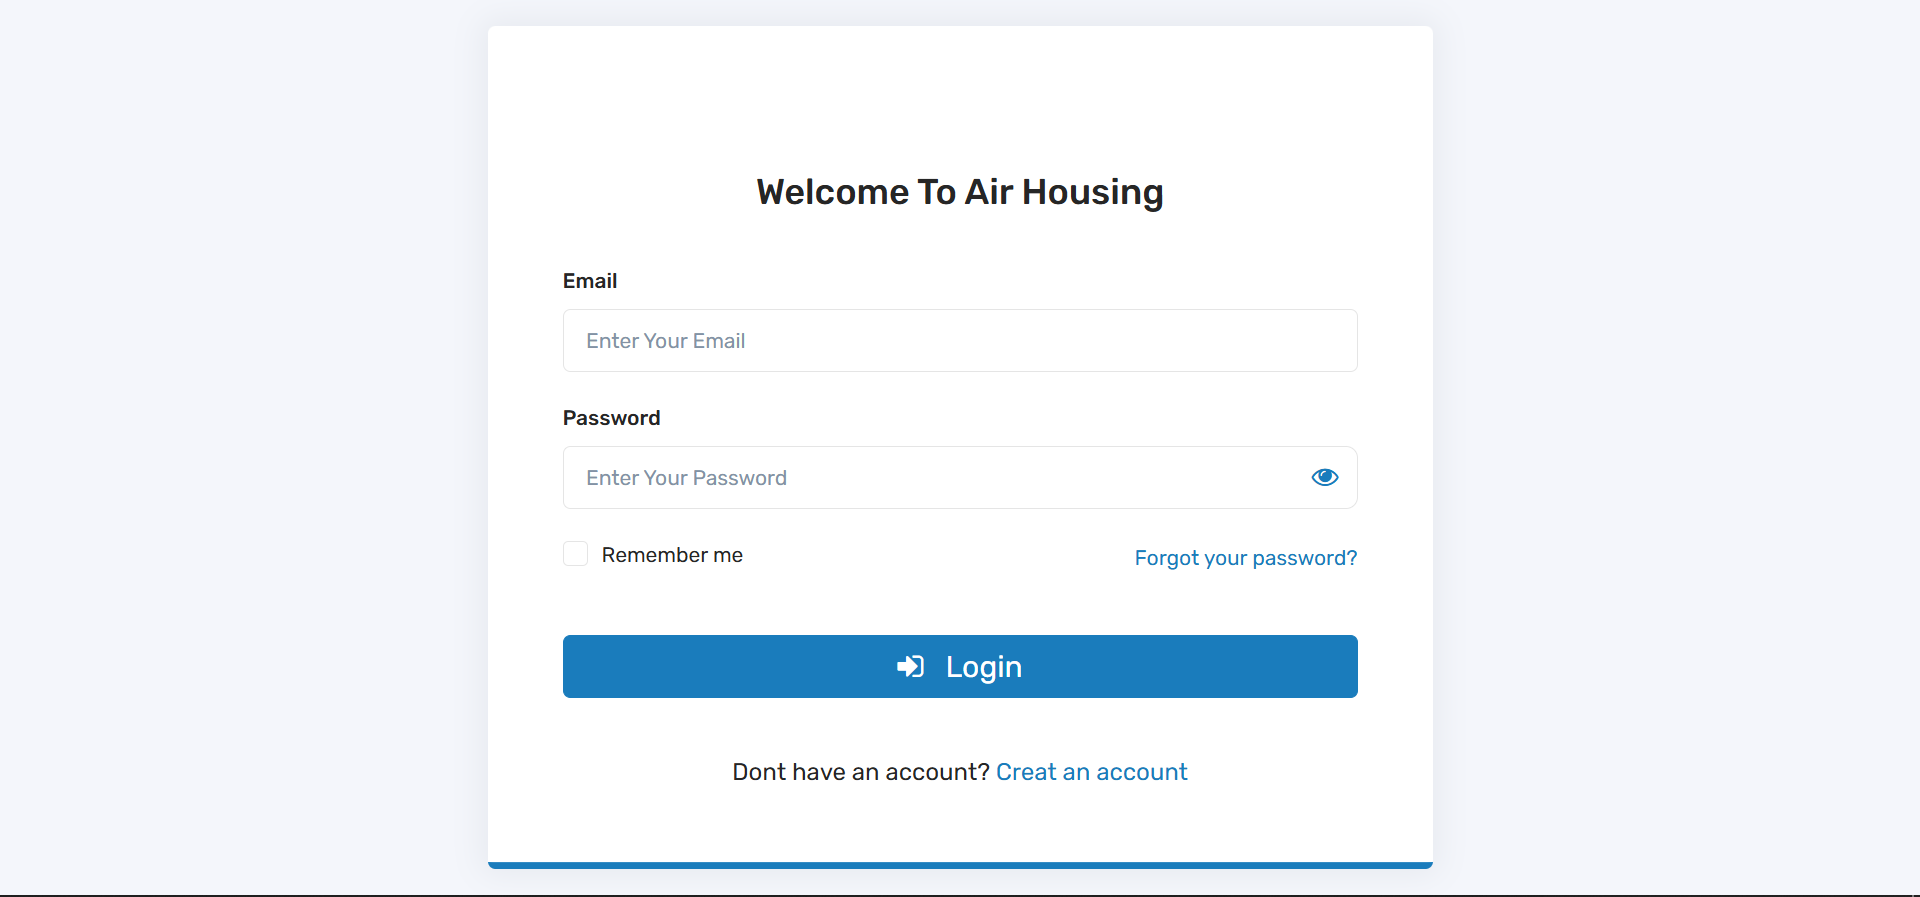 Welcome To Air Housing
Email
Enter Your Email
Password
Enter Your Password
Remember me
Forgot your password?
Login
Dont have an account? Creat an account